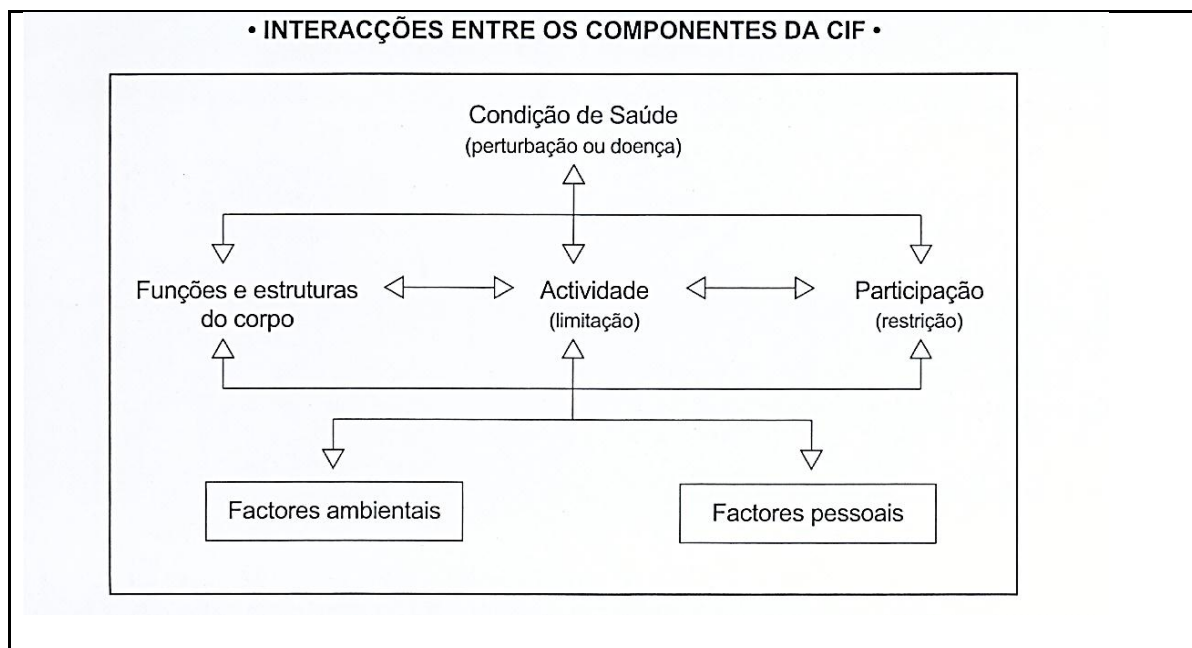 • INTERACÇÕES ENTRE OS COMPONENTES DA CIF •
Condição de Saúde
(perturbação ou doença)
Funções e estruturas
do corpo
Actividade
(limitação)
Participação
(restrição)
Factores ambientais
Factores pessoais